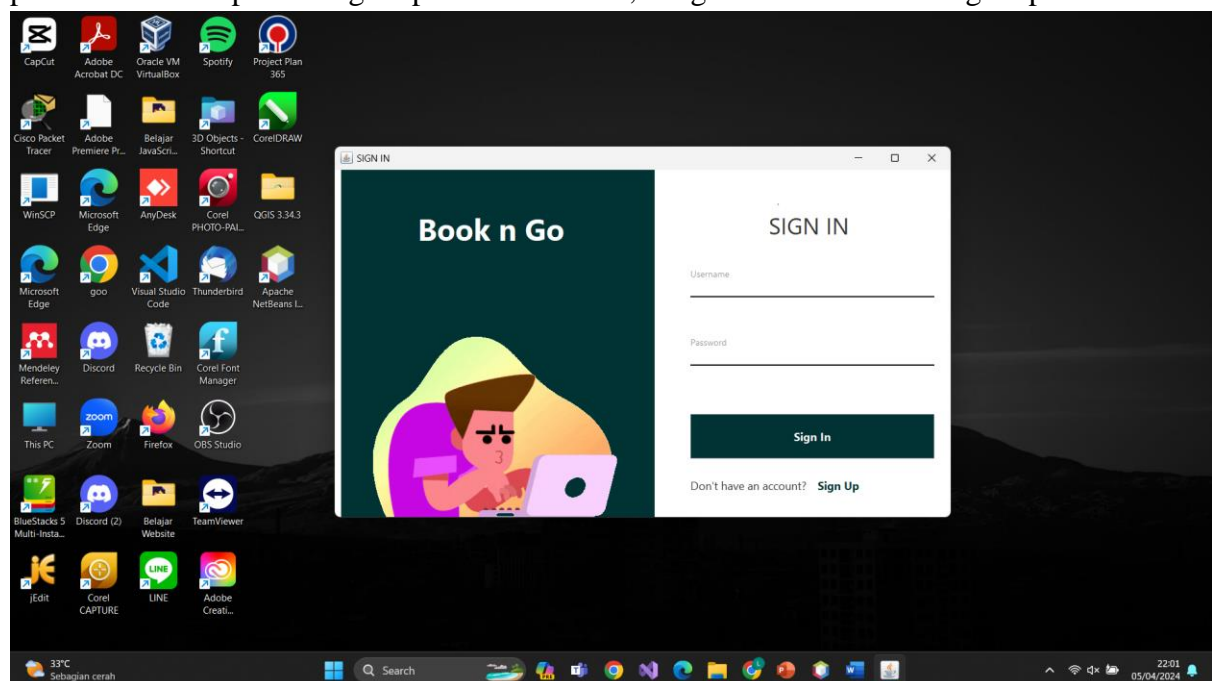 CapCut
Adobe
Acrobat DC
Oracle VM
VirtualBox
Spotify
Project Plan
365
Cisco Packet
Tracer
Adobe
Premiere Pr...
Belajar
JavaScri...
3D Objects -
Shortcut
CorelDRAW
WinSCP
Microsoft
Edge
AnyDesk
Corel
PHOTO-PAI...
QGIS 3.34.3
Microsoft
Edge
goo
Visual Studio
Code
Thunderbird
Apache
NetBeans I...
Mendeley
Referen...
Discord
Recycle Bin
Corel Font
Manager
This PC
Zoom
Firefox
OBS Studio
BlueStacks 5
Multi-Insta...
Discord (2)
Belajar
Website
TeamViewer
jEdit
Corel
CAPTURE
LINE
Adobe
Creati...
SIGN IN
Book n Go
SIGN IN
Username
Password
Sign In
Don't have an account? Sign Up
33°C
Sebagian cerah
Search
22:01
05/04/2024